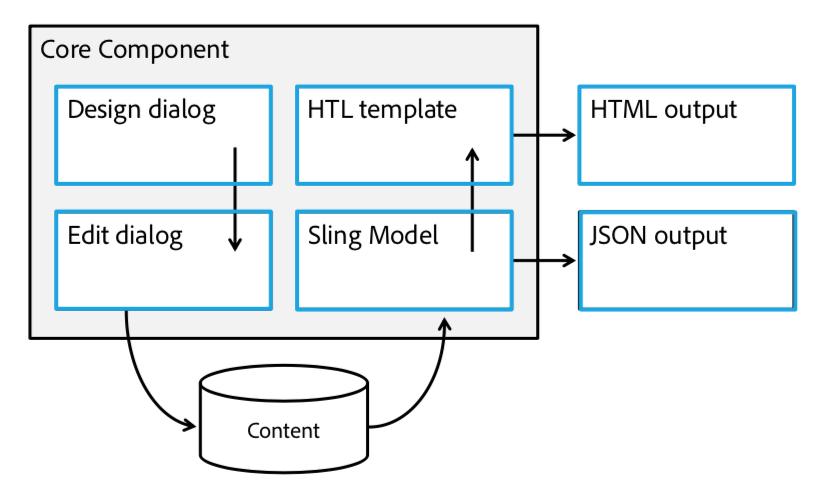 Core Component
Design dialog
HTL template
HTML output
Edit dialog
Sling Model
JSON output
Content